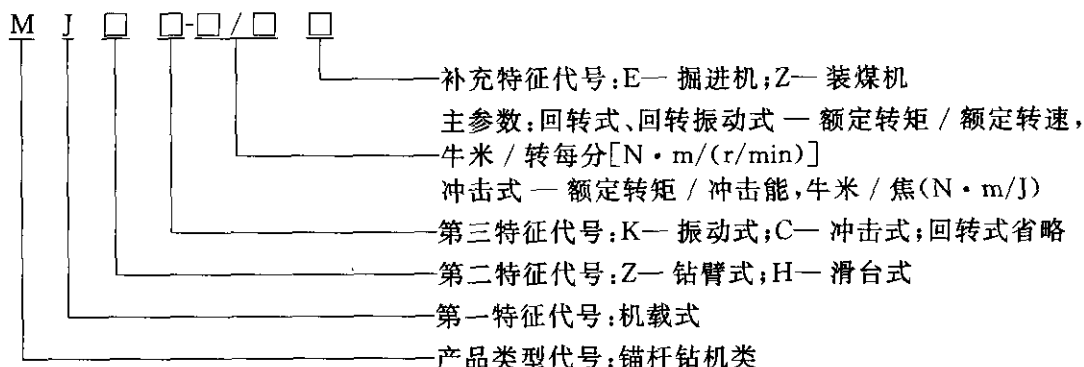 M J □ □-□/□ □
补充特征代号:E— 掘进机;Z— 装煤机
主参数:回转式、回转振动式 — 额定转矩 / 额定转速,
牛米 / 转每分[N·m/(r/min)]
冲击式 — 额定转矩 / 冲击能,牛米 / 焦(N·m/J)
第三特征代号:K— 振动式;C— 冲击式;回转式省略
第二特征代号:Z— 钻臂式;H— 滑台式
第一特征代号:机载式
产品类型代号:锚杆钻机类